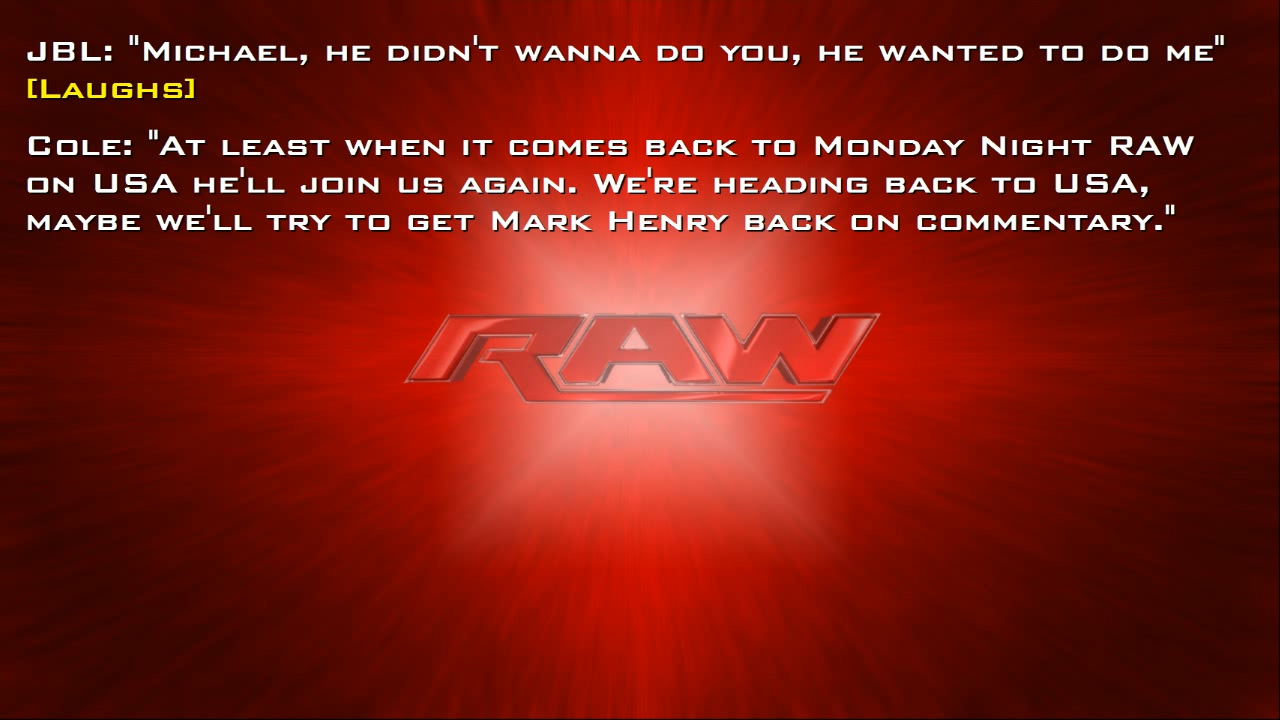 JBL: "Michael, he didn't wanna do you, he wanted to do me"
[Laughs]
Cole: "At least when it comes back to Monday Night RAW
on USA he'll join us again. We're heading back to USA,
maybe we'll try to get Mark Henry back on commentary."
RAW